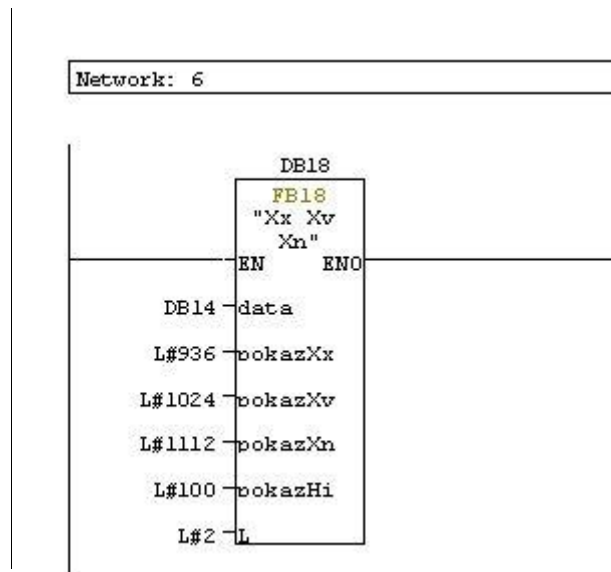 Network: 6
DB18
FB18
"Xx Xv
Xn"
EN ENO
DB14 data
L#936 pokazXx
L#1024 pokazXv
L#1112 pokazXn
L#100 pokazHi
L#2 L